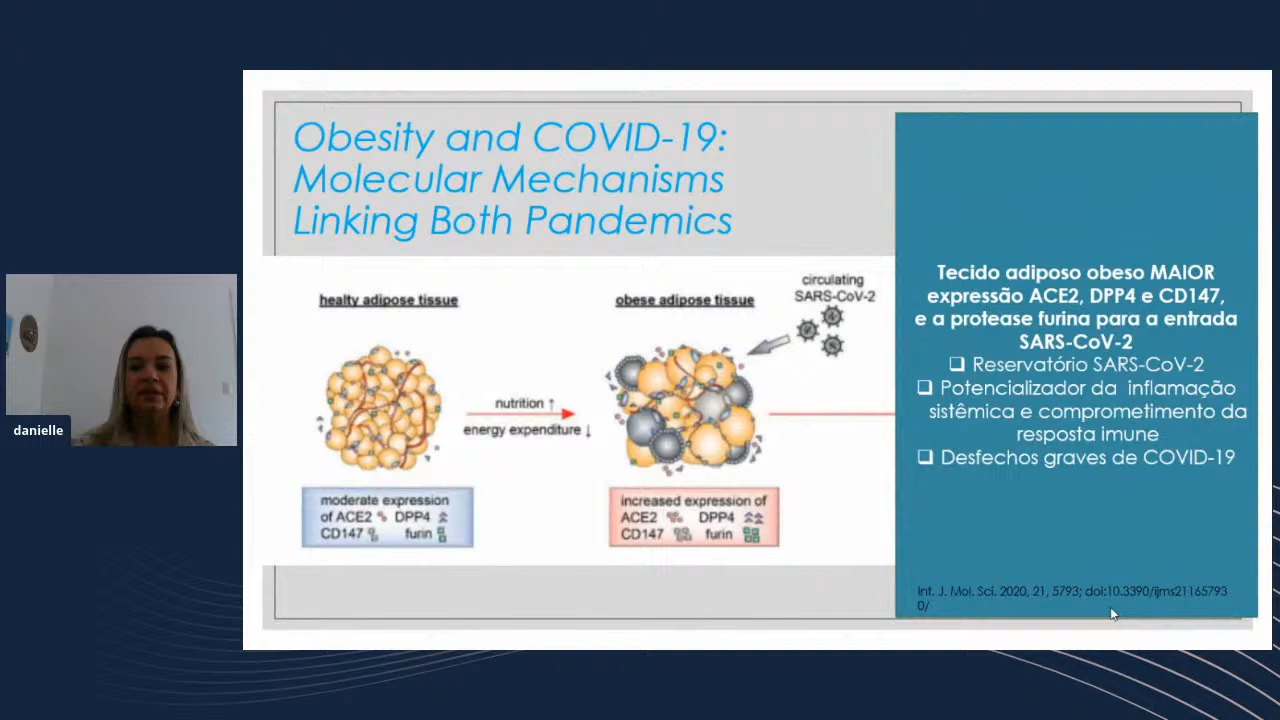 Obesity and COVID-19:
Molecular Mechanisms
Linking Both Pandemics
healty adipose tissue
obese adipose tissue
circulating
SARS-CoV-2
nutrition ↑
energy expenditure ↓
moderate expression
of ACE2 DPP4
CD147 furin
increased expression of
ACE2 DPP4
CD147 furin
Tecido adiposo obeso MAIOR
expressão ACE2, DPP4 e CD147,
e a protease furina para a entrada
SARS-CoV-2
❑ Reservatório SARS-CoV-2
❑ Potencializador da inflamação
sistêmica e comprometimento da
resposta imune
❑ Desfechos graves de COVID-19
Int. J. Mol. Sci. 2020, 21, 5793; doi:10.3390/ijms21165793
0/
danielle